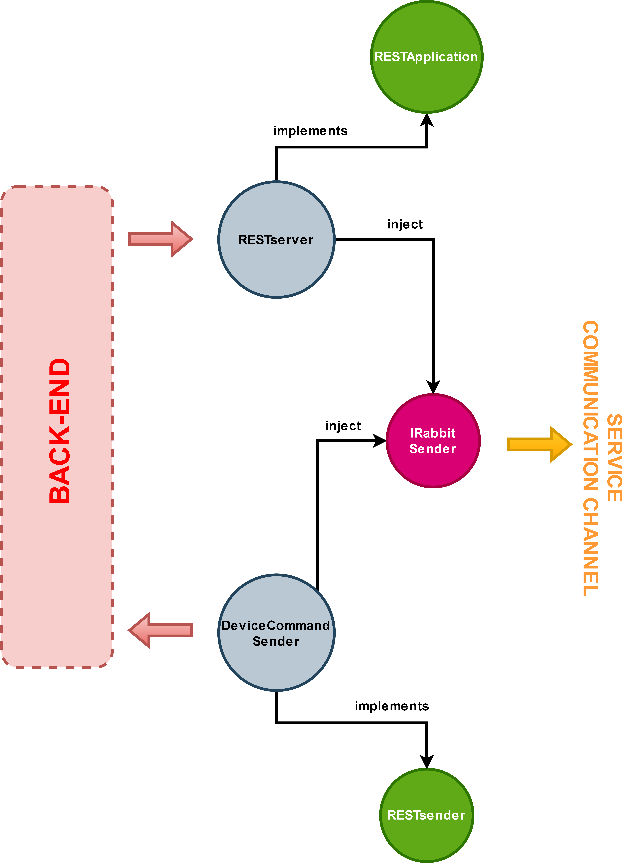 RESTApplication
implements
RESTserver
inject
BACK-END
SERVICE
COMMUNICATION CHANNEL
IRabbit
Sender
inject
DeviceCommand
Sender
implements
RESTsender